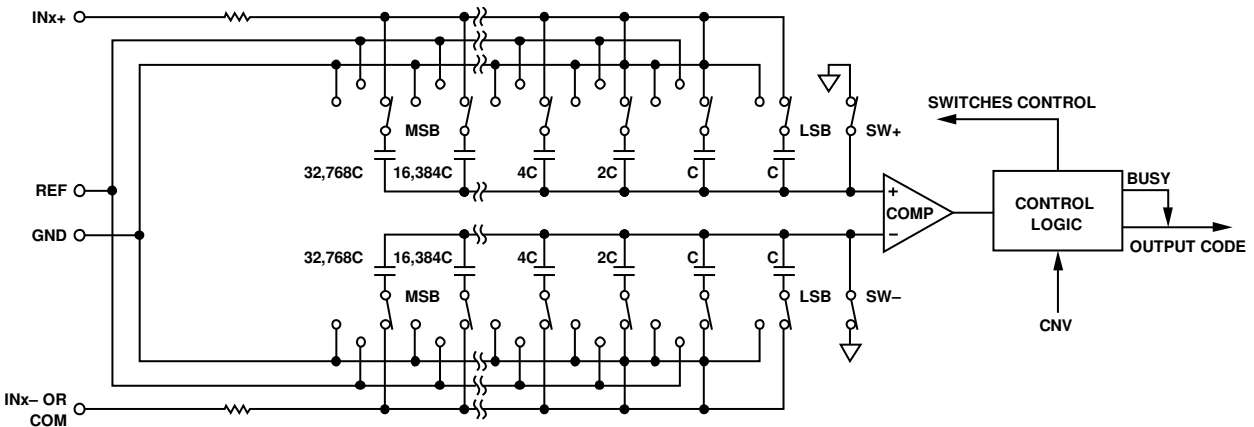 INx+
MSB
LSB
SW+
32,768C
16,384C
4C
2C
C
C
SWITCHES CONTROL
REF
GND
+
COMP
−
CONTROL
LOGIC
BUSY
OUTPUT CODE
CNV
32,768C
16,384C
4C
2C
C
C
MSB
LSB
SW−
INx− OR
COM